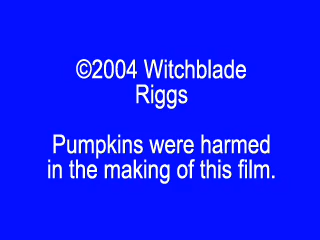 ©2004 Witchblade
Riggs
Pumpkins were harmed
in the making of this film.